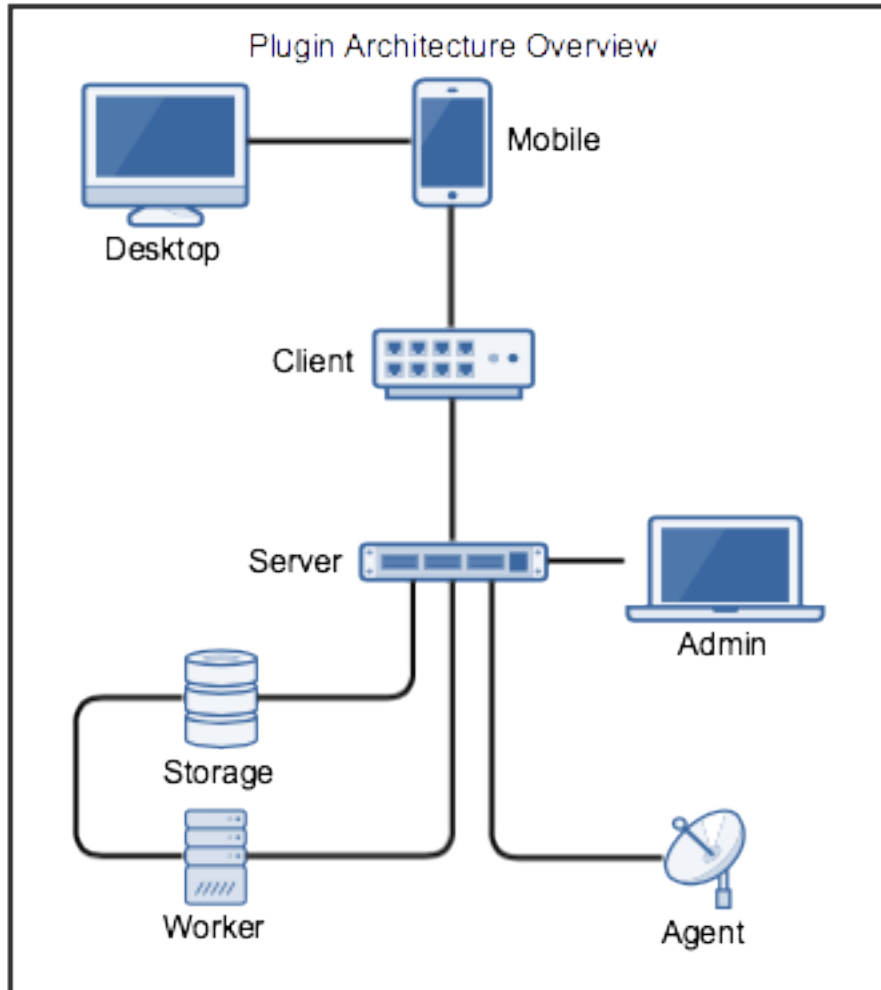 Plugin Architecture Overview
Mobile
Desktop
Client
Server
Admin
Storage
Worker
Agent